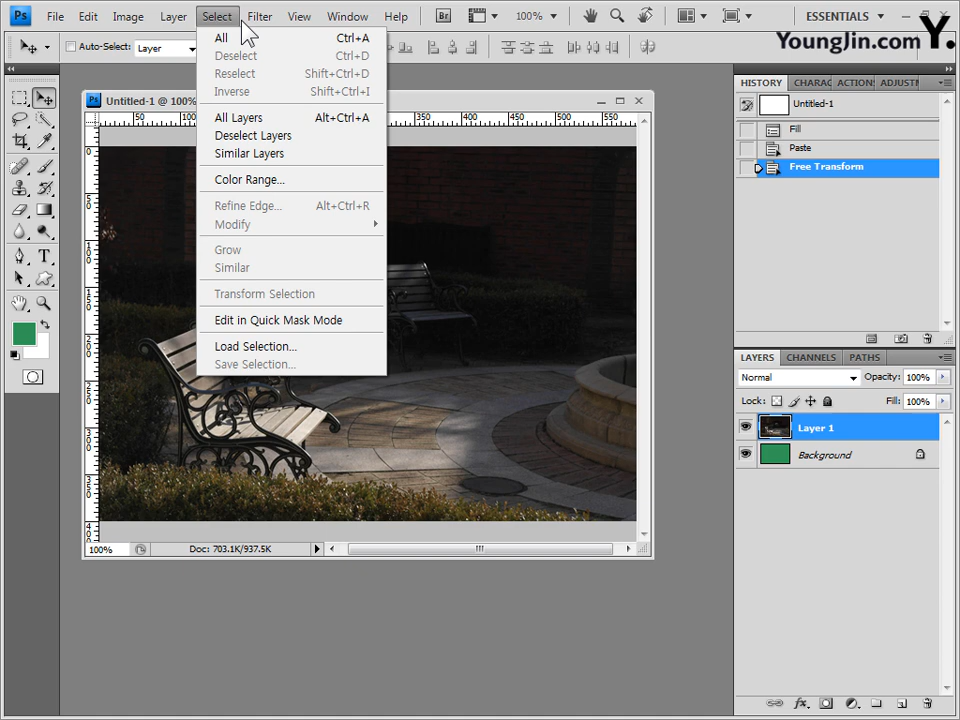 Ps File Edit Image Layer Select Filter View Window Help Br 100% ESSENTIALS
YoungJin.com Y.
Auto-Select: Layer
All Ctrl+A
Deselect Ctrl+D
Reselect Shift+Ctrl+D
Inverse Shift+Ctrl+I
All Layers Alt+Ctrl+A
Deselect Layers
Similar Layers
Color Range...
Refine Edge... Alt+Ctrl+R
Modify
Grow
Similar
Transform Selection
Edit in Quick Mask Mode
Load Selection...
Save Selection...
Ps Untitled-1 @ 100%
50 100 400 450 500 550
0
50
100
150
200
250
300
350
100% Doc: 703.1K/937.5K
HISTORY CHARAC ACTION ADJUSTM
Untitled-1
Fill
Paste
Free Transform
LAYERS CHANNELS PATHS
Normal Opacity: 100%
Lock: Fill: 100%
Layer 1
Background